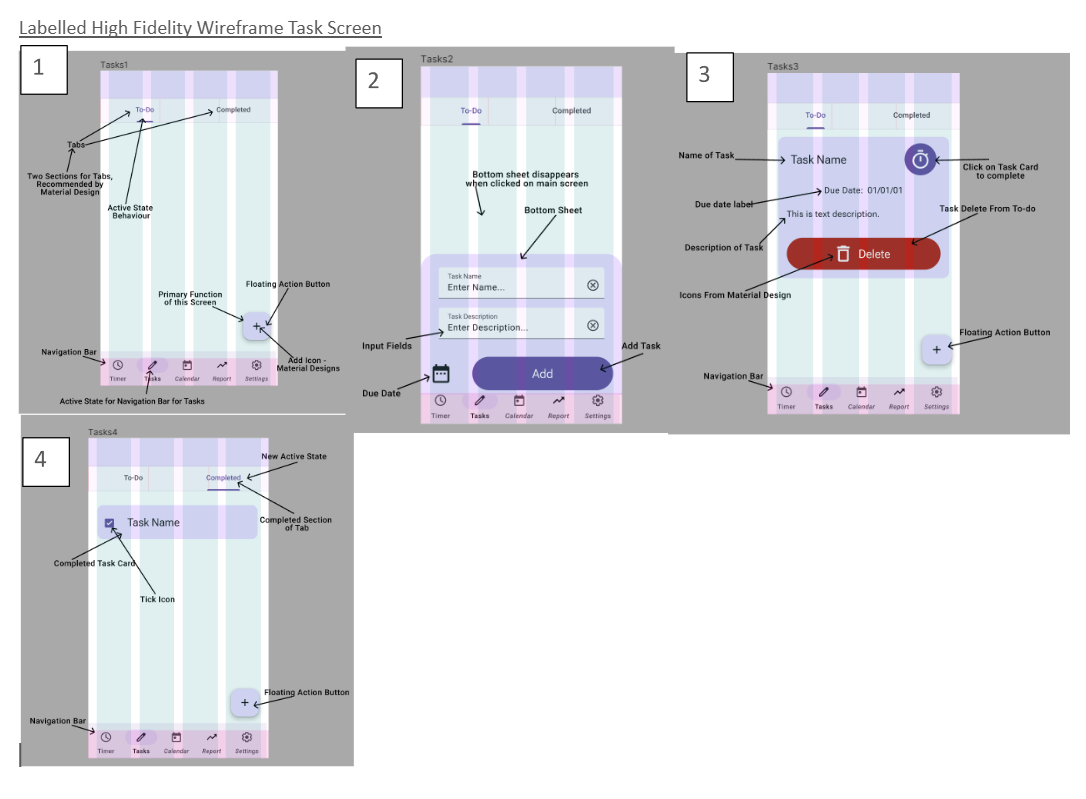 Labelled High Fidelity Wireframe Task Screen
1
Tasks1
To-Do
Completed
Tabs
Two Sections for Tabs,
Recommended by
Material Design
Active State
Behaviour
Primary Function
of this Screen
Floating Action Button
+
Navigation Bar
Add Icon -
Material Designs
Timer
Tasks
Calendar
Report
Settings
Active State for Navigation Bar for Tasks
2
Tasks2
To-Do
Completed
Bottom sheet disappears
when clicked on main screen
Bottom Sheet
Task Name
Enter Name...
Task Description
Enter Description...
Input Fields
Add Task
Add
Due Date
Timer
Tasks
Calendar
Report
Settings
3
Tasks3
To-Do
Completed
Name of Task
Task Name
Click on Task Card
to complete
Due Date: 01/01/01
Due date label
Task Delete From To-do
This is text description.
Description of Task
Delete
Icons From Material Design
Floating Action Button
+
Navigation Bar
Timer
Tasks
Calendar
Report
Settings
4
Tasks4
New Active State
To-Do
Completed
Completed Section
of Tab
Task Name
Completed Task Card
Tick Icon
Floating Action Button
+
Navigation Bar
Timer
Tasks
Calendar
Report
Settings